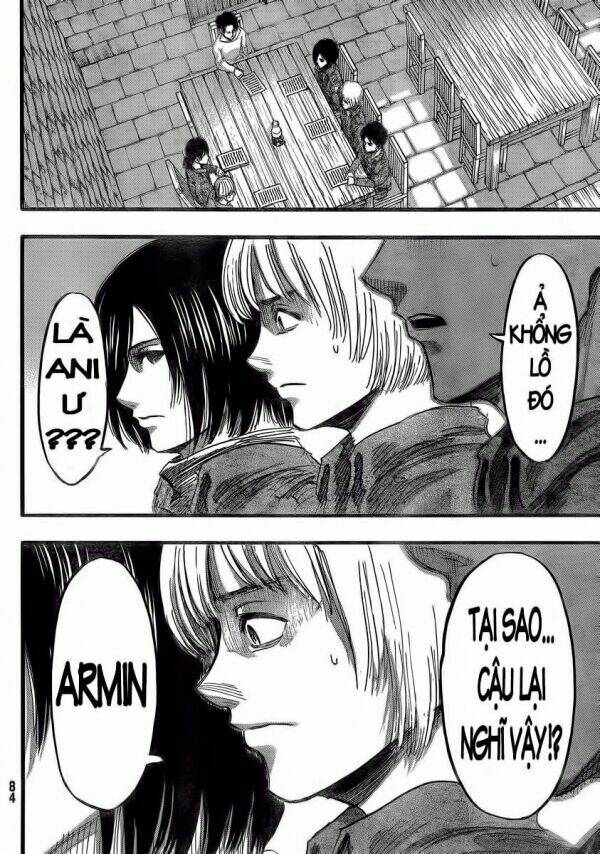 Ả
KHỔNG
LỒ
ĐÓ
...
LÀ
ANI
Ư
???
TẠI SAO...
CẬU LẠI
NGHĨ VẬY!?
ARMIN
84